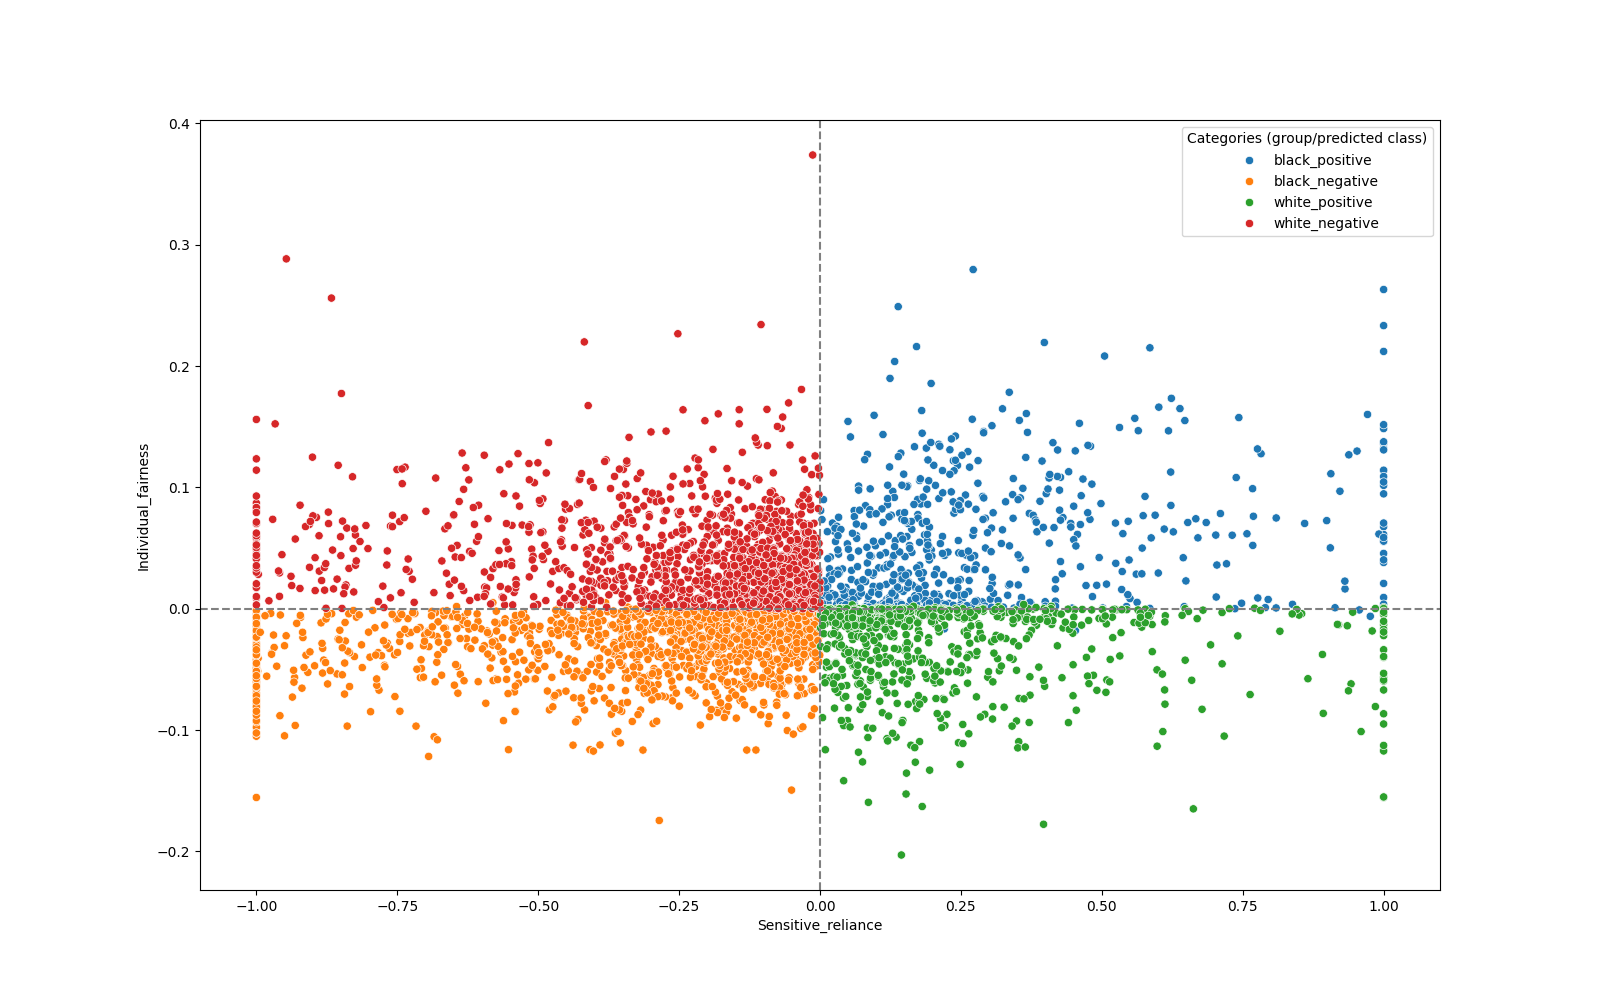 Categories (group/predicted class)
black_positive
black_negative
white_positive
white_negative
0.4
0.3
0.2
0.1
0.0
−0.1
−0.2
Individual_fairness
−1.00
−0.75
−0.50
−0.25
0.00
0.25
0.50
0.75
1.00
Sensitive_reliance